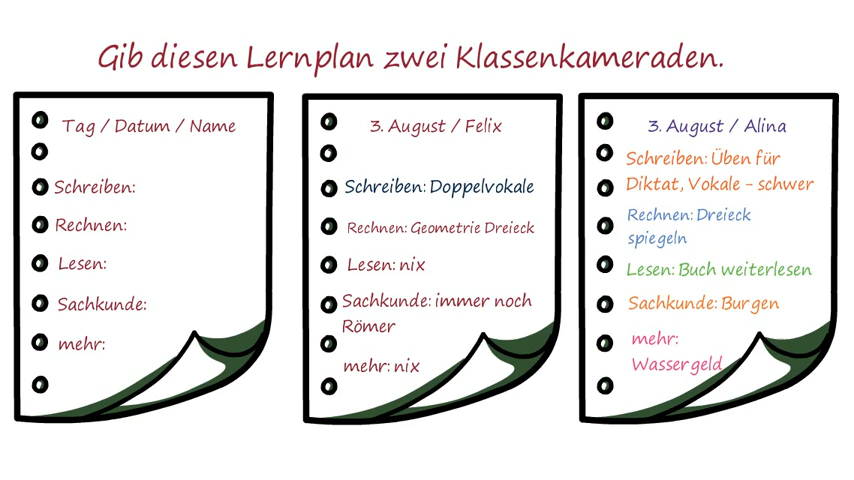 Gib diesen Lernplan zwei Klassenkameraden.
Tag / Datum / Name
Schreiben:
Rechnen:
Lesen:
Sachkunde:
mehr:
3. August / Felix
Schreiben: Doppelvokale
Rechnen: Geometrie Dreieck
Lesen: nix
Sachkunde: immer noch
Römer
mehr: nix
3. August / Alina
Schreiben: Üben für
Diktat, Vokale - schwer
Rechnen: Dreieck
spiegeln
Lesen: Buch weiterlesen
Sachkunde: Burgen
mehr:
Wassergeld